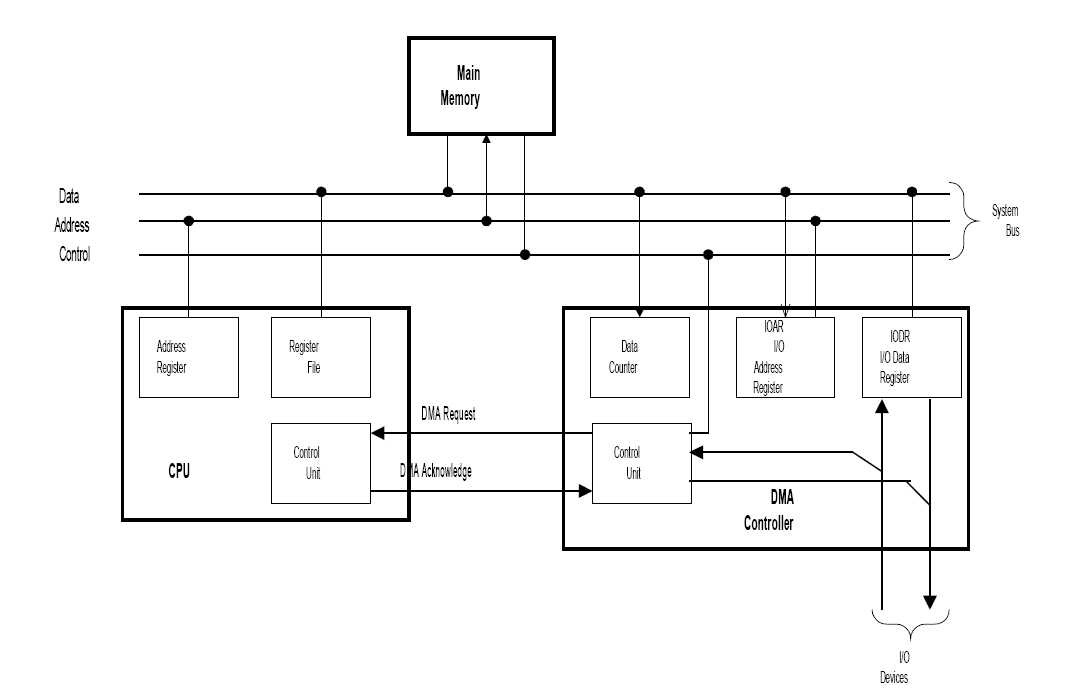 Main
Memory
Data
Address
Control
System
Bus
Address
Register
Register
File
Data
Counter
IOAR
I/O
Address
Register
IODR
I/O Data
Register
DMA Request
Control
Unit
CPU
DMA Acknowledge
Control
Unit
DMA
Controller
I/O
Devices